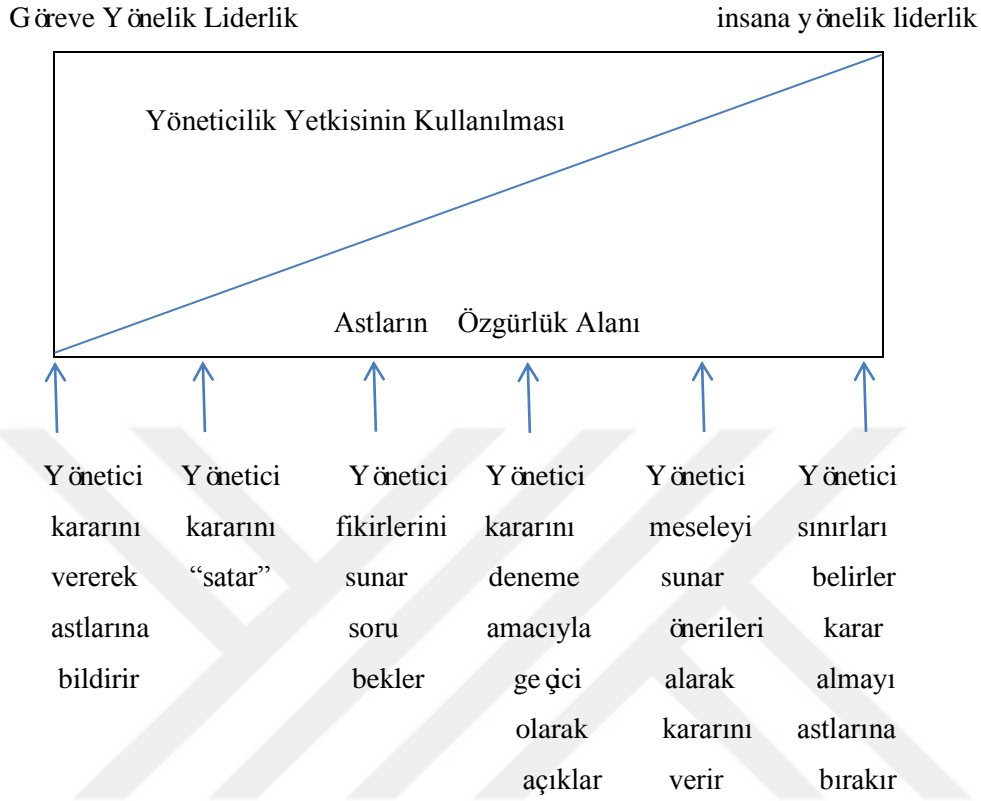 Göreve Yönelik Liderlik
insana yönelik liderlik
Yöneticilik Yetkisinin Kullanılması
Astların Özgürlük Alanı
Yönetici
kararını
vererek
astlarına
bildirir
Yönetici
kararını
“satar”
Yönetici
fikirlerini
sunar
soru
bekler
Yönetici
kararını
deneme
amacıyla
geçici
olarak
açıklar
Yönetici
meseleyi
sunar
önerileri
alarak
kararını
verir
Yönetici
sınırları
belirler
karar
almayı
astlarına
bırakır